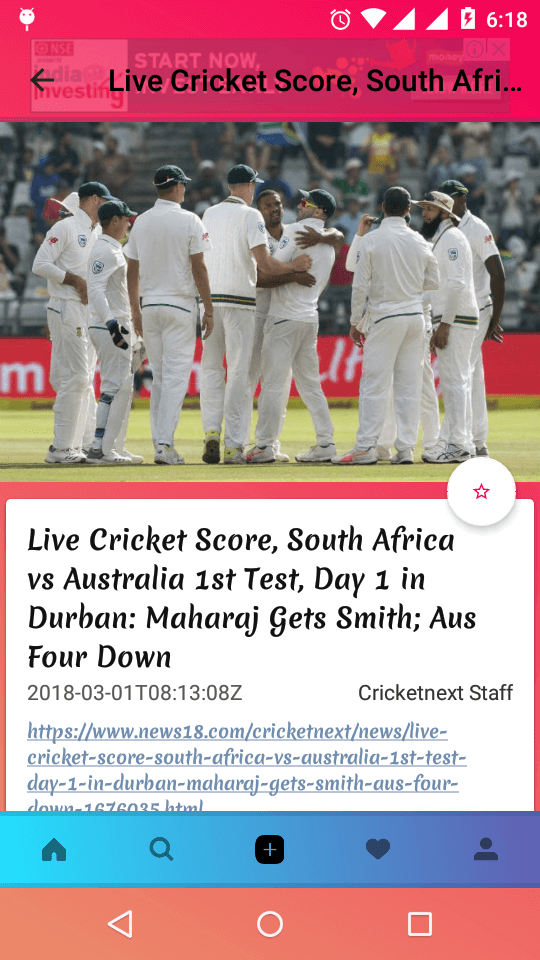 6:18
NSE
START NOW,
money
india
investing
Live Cricket Score, South Afri...
Live Cricket Score, South Africa
vs Australia 1st Test, Day 1 in
Durban: Maharaj Gets Smith; Aus
Four Down
2018-03-01T08:13:08Z Cricketnext Staff
https://www.news18.com/cricketnext/news/live-
cricket-score-south-africa-vs-australia-1st-test-
day-1-in-durban-maharaj-gets-smith-aus-four-
down-1676035.html